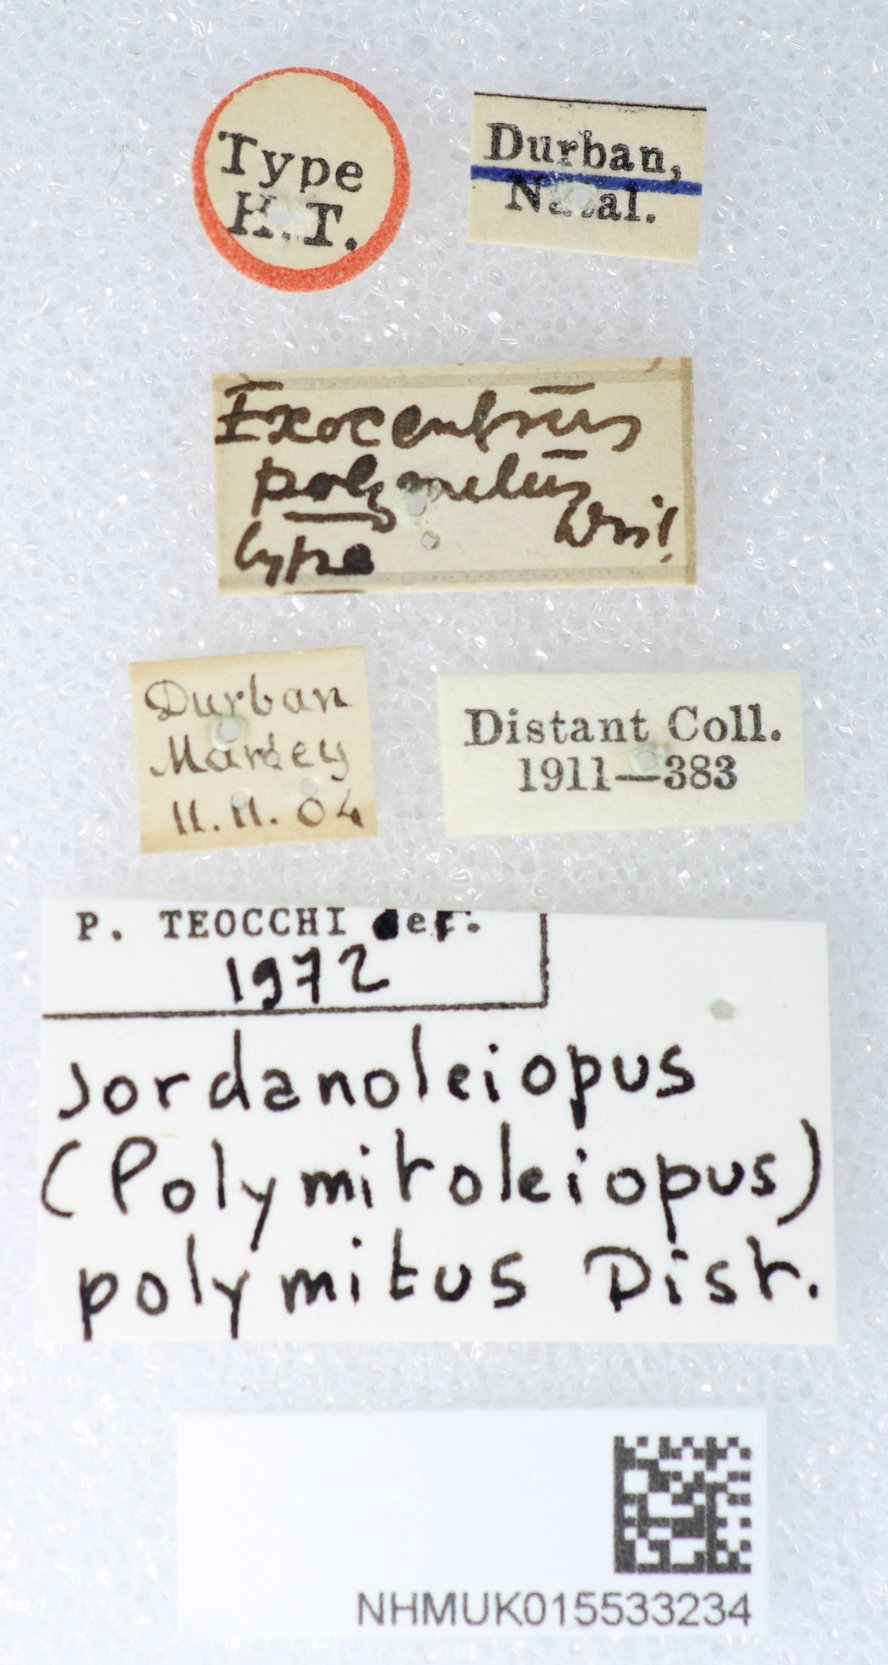 Type
H.T.
Durban,
Natal.
Exocentrus
polymitus
Dist.
type
Durban
Marley
11.11.04
Distant Coll.
1911—383
P. TEOCCHI det.
1972
Jordanoleiopus
(Polymitoleiopus)
polymitus Dist.
NHMUK015533234